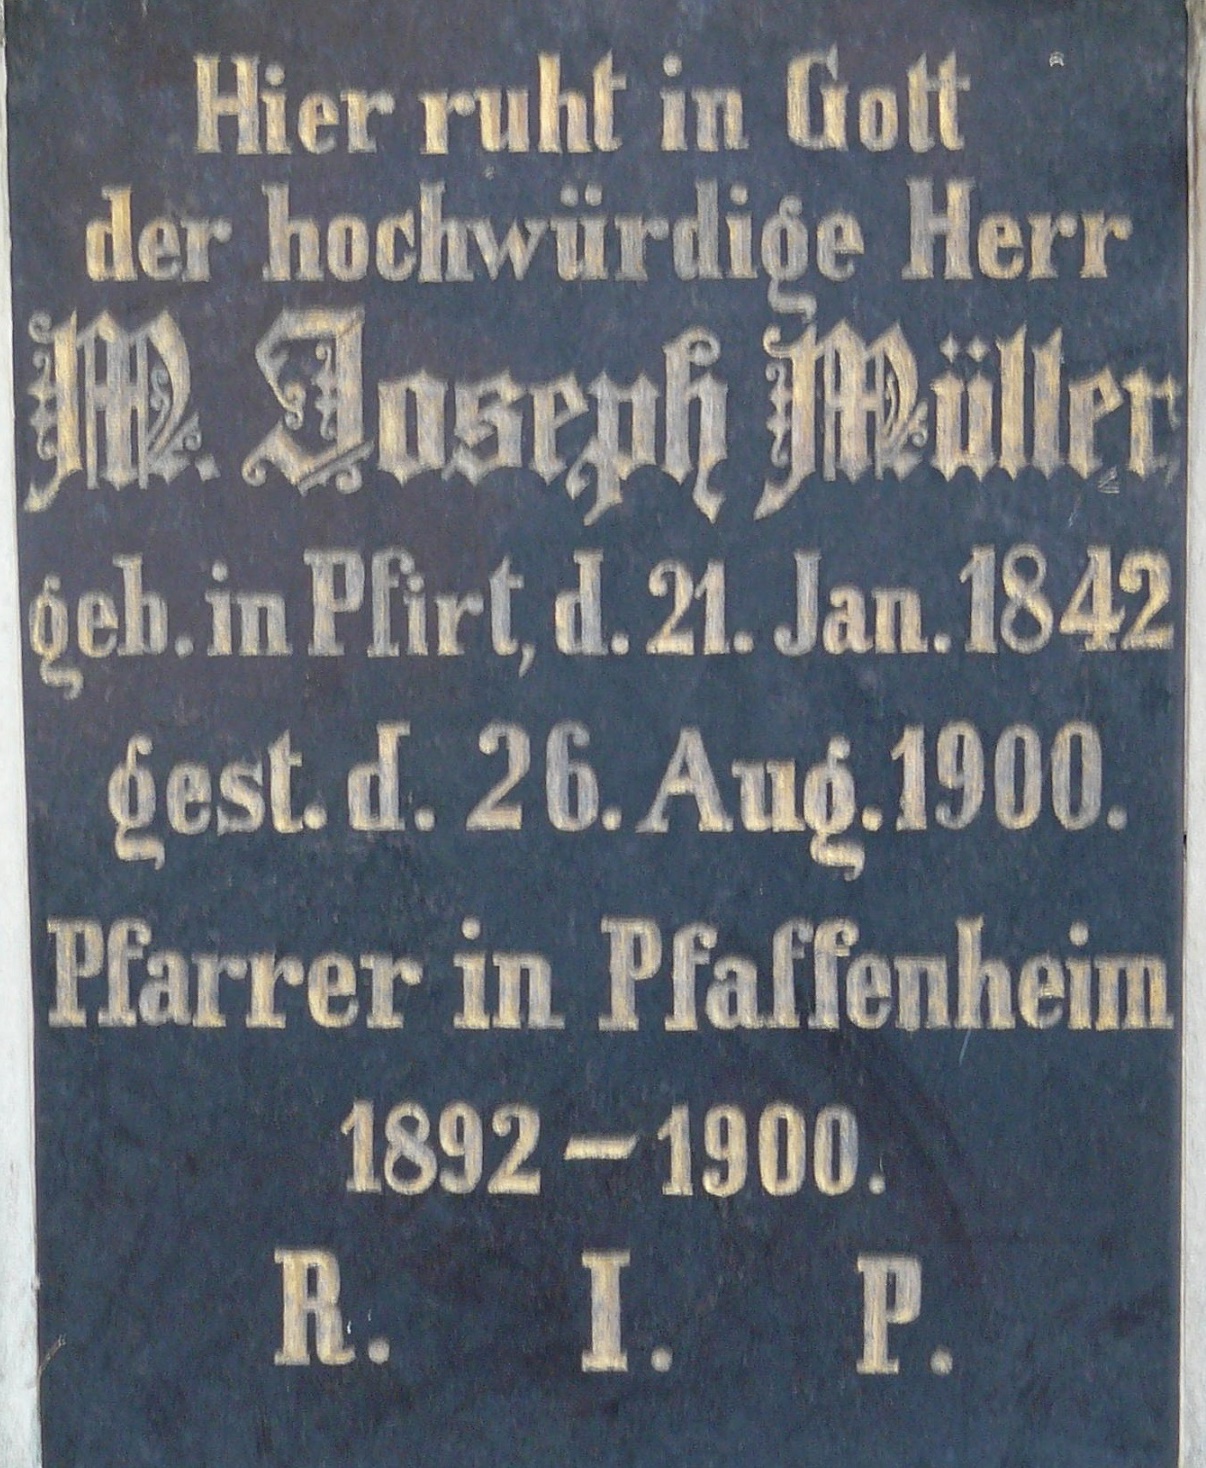 Hier ruht in Gott
der hochwürdige Herr
M. Joseph Müller,
geb. in Pfirt, d. 21. Jan. 1842
gest. d. 26. Aug. 1900.
Pfarrer in Pfaffenheim
1892 – 1900.
R. I. P.